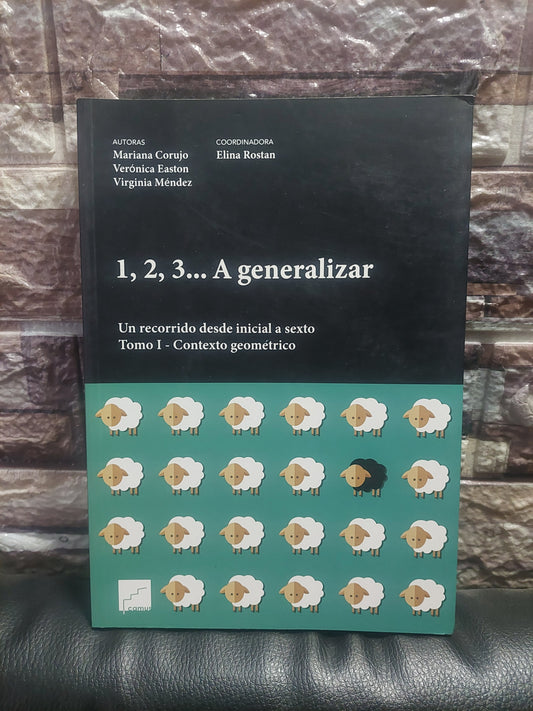 AUTORAS
Mariana Corujo
Verónica Easton
Virginia Méndez
COORDINADORA
Elina Rostan
1, 2, 3... A generalizar
Un recorrido desde inicial a sexto
Tomo I - Contexto geométrico
camus